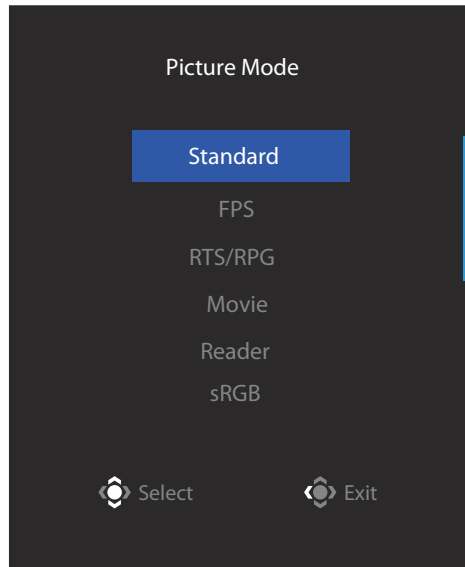 Picture Mode
Standard
FPS
RTS/RPG
Movie
Reader
sRGB
Select Exit